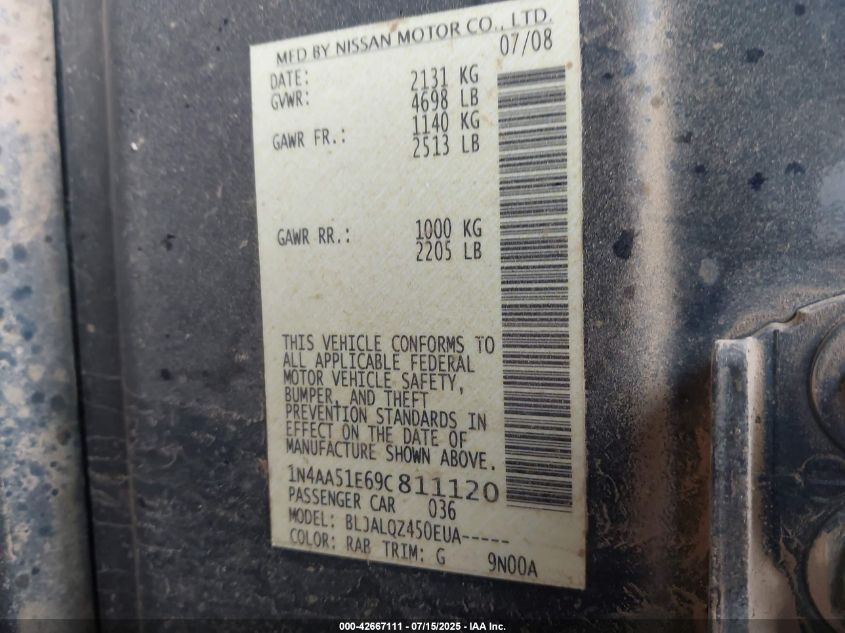 MFD BY NISSAN MOTOR CO., LTD.
DATE: 07/08
GVWR: 2131 KG
4698 LB
GAWR FR.: 1140 KG
2513 LB
GAWR RR.: 1000 KG
2205 LB
THIS VEHICLE CONFORMS TO
ALL APPLICABLE FEDERAL
MOTOR VEHICLE SAFETY,
BUMPER, AND THEFT
PREVENTION STANDARDS IN
EFFECT ON THE DATE OF
MANUFACTURE SHOWN ABOVE.
1N4AA51E69C811120
PASSENGER CAR 036
MODEL: BLJALQZ450EUA-----
COLOR: RAB TRIM: G 9N00A
000-42667111 - 07/15/2025 - IAA Inc.